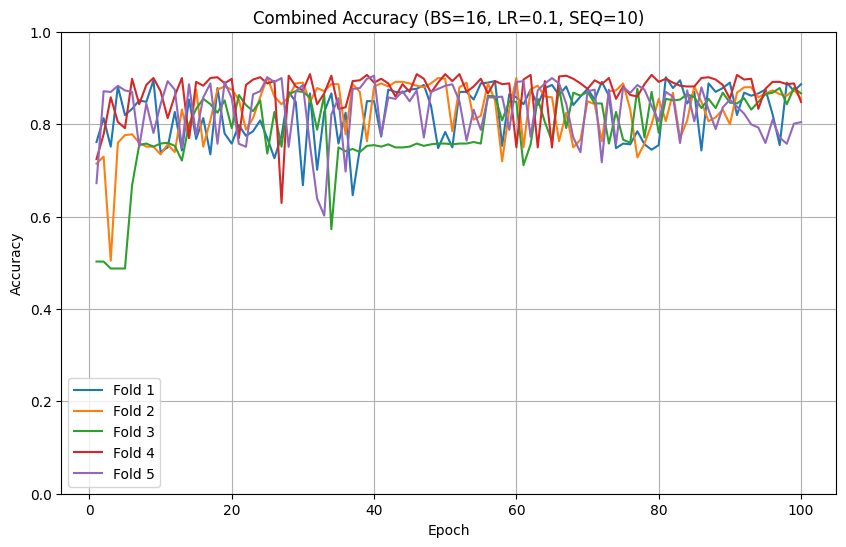 Combined Accuracy (BS=16, LR=0.1, SEQ=10)
1.0
0.8
0.6
0.4
0.2
0.0
Accuracy
Fold 1
Fold 2
Fold 3
Fold 4
Fold 5
0 20 40 60 80 100
Epoch